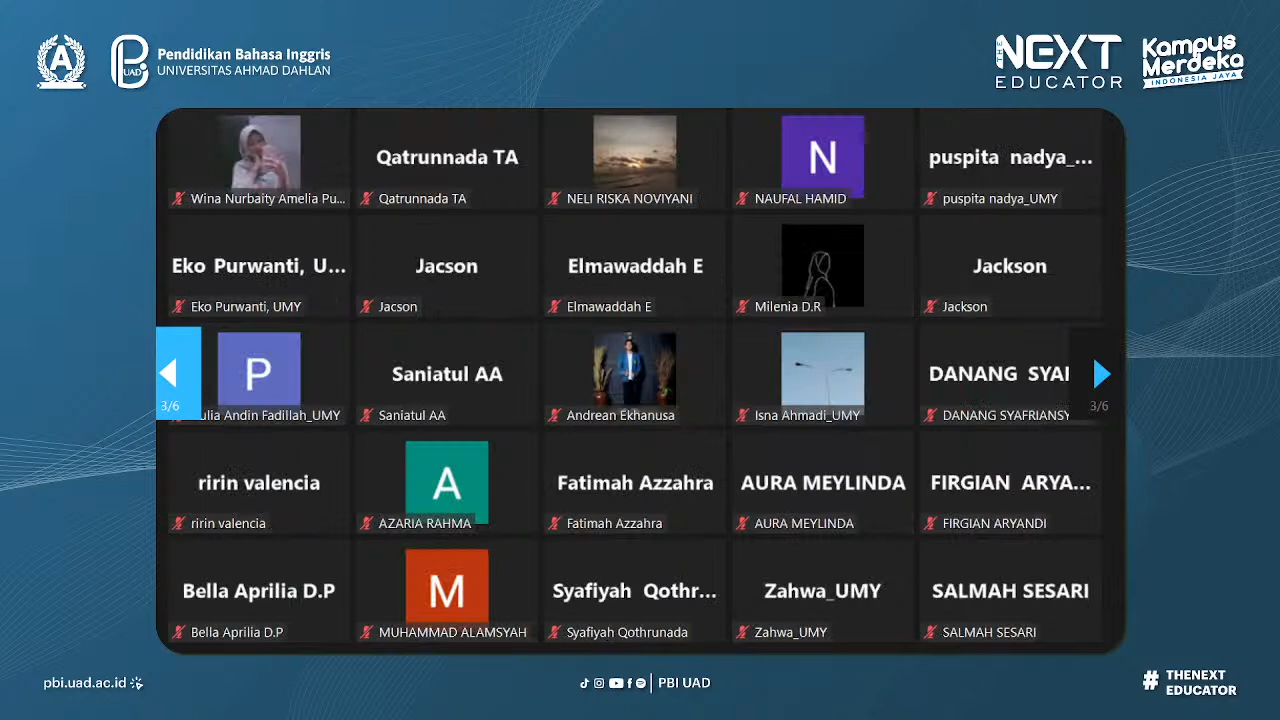 A
UAD
Pendidikan Bahasa Inggris
UNIVERSITAS AHMAD DAHLAN
THE NEXT
EDUCATOR
Kampus
Merdeka
INDONESIA JAYA
Wina Nurbaity Amelia Pu...
Qatrunnada TA
Qatrunnada TA
NELI RISKA NOVIYANI
N
NAUFAL HAMID
puspita nadya_...
puspita nadya_UMY
Eko Purwanti, U...
Eko Purwanti, UMY
Jacson
Jacson
Elmawaddah E
Elmawaddah E
Milenia D.R
Jackson
Jackson
3/6
P
ulia Andin Fadillah_UMY
Saniatul AA
Saniatul AA
Andrean Ekhanusa
Isna Ahmadi_UMY
DANANG SYAF
DANANG SYAFRIANSY
3/6
ririn valencia
ririn valencia
A
AZARIA RAHMA
Fatimah Azzahra
Fatimah Azzahra
AURA MEYLINDA
AURA MEYLINDA
FIRGIAN ARYA...
FIRGIAN ARYANDI
Bella Aprilia D.P
Bella Aprilia D.P
M
MUHAMMAD ALAMSYAH
Syafiyah Qothr...
Syafiyah Qothrunada
Zahwa_UMY
Zahwa_UMY
SALMAH SESARI
SALMAH SESARI
pbi.uad.ac.id
PBI UAD
# THENEXT
EDUCATOR